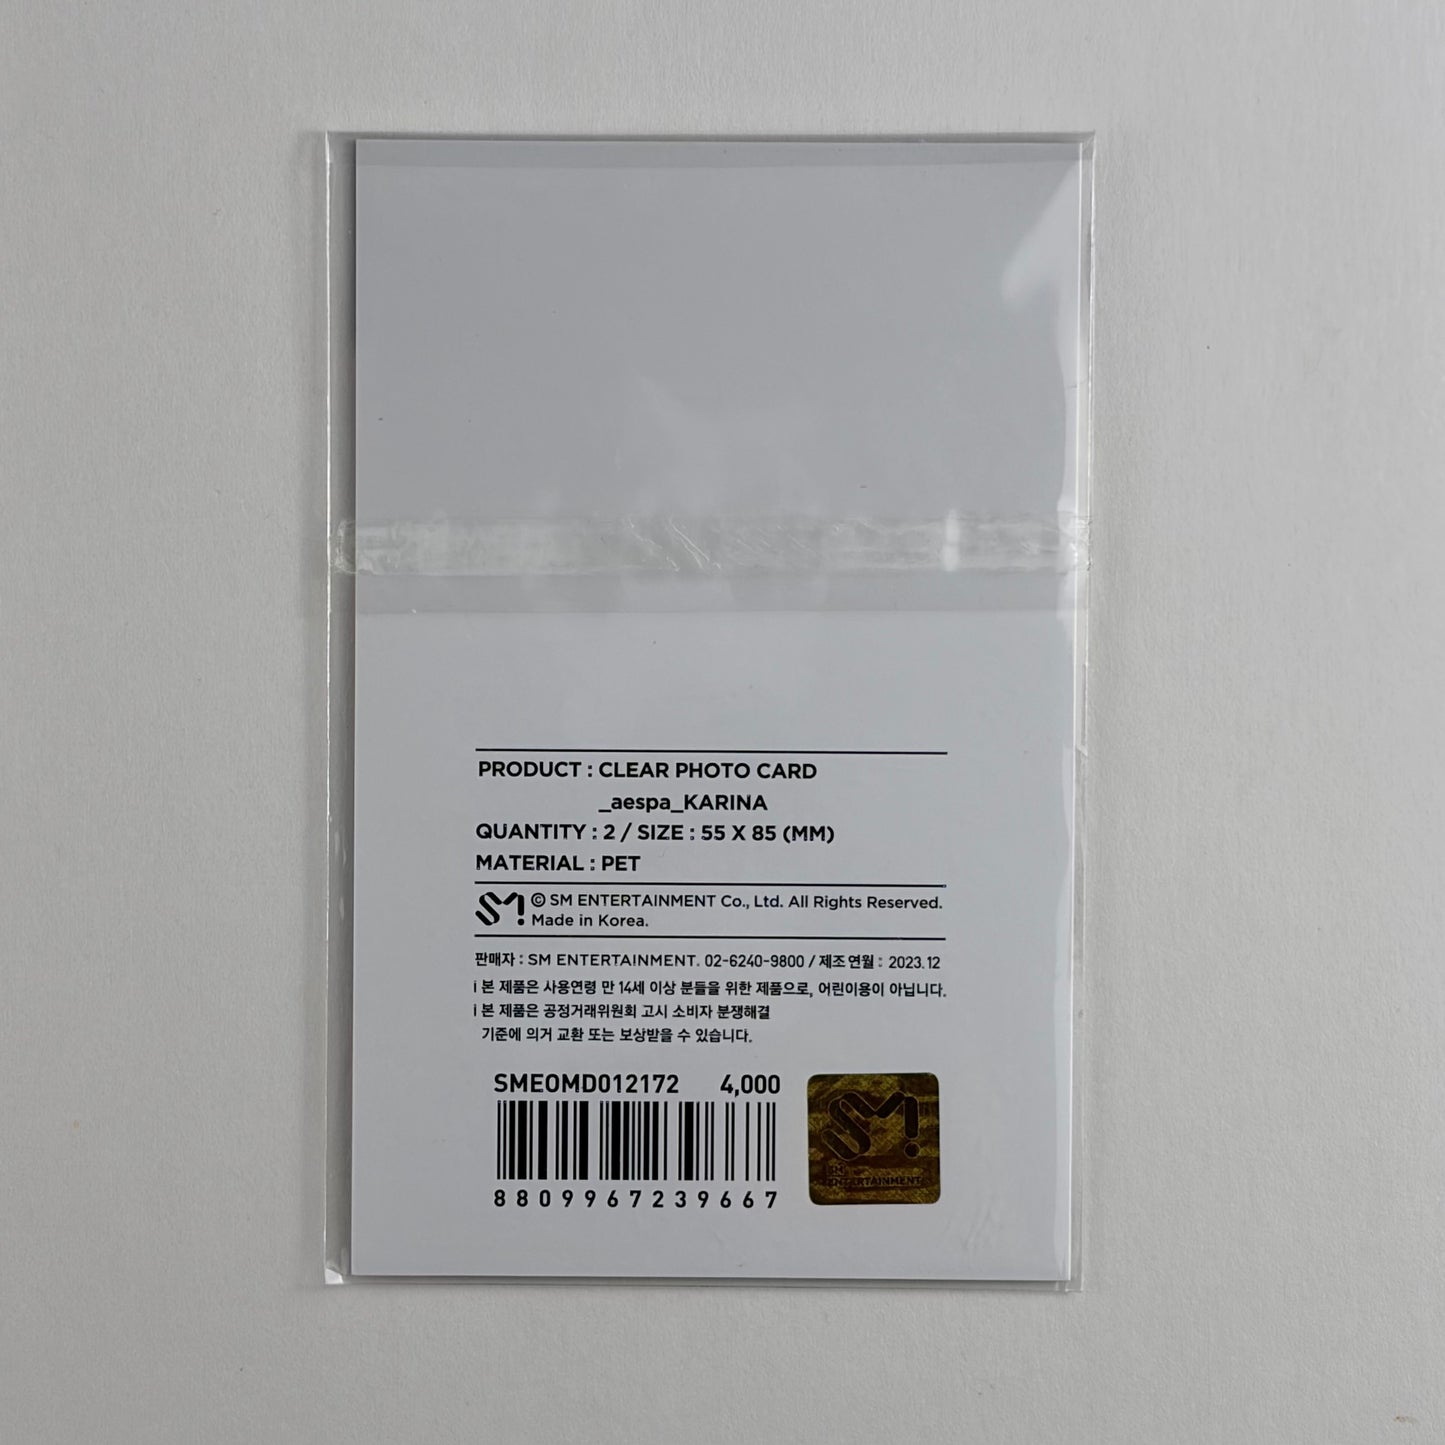 PRODUCT : CLEAR PHOTO CARD
_aespa_KARINA
QUANTITY : 2 / SIZE : 55 X 85 (MM)
MATERIAL : PET
SM! © SM ENTERTAINMENT Co., Ltd. All Rights Reserved.
Made in Korea.
판매자 : SM ENTERTAINMENT. 02-6240-9800 / 제조 연월 : 2023.12
i 본 제품은 사용연령 만 14세 이상 분들을 위한 제품으로, 어린이용이 아닙니다.
i 본 제품은 공정거래위원회 고시 소비자 분쟁해결
기준에 의거 교환 또는 보상받을 수 있습니다.
SMEOMD012172 4,000
8809967239667
SM!
ENTERTAINMENT